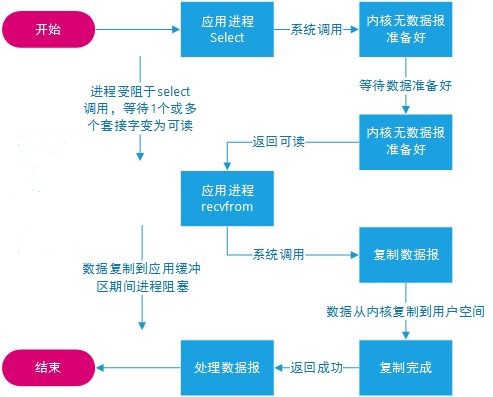 开始
应用进程
Select
系统调用
内核无数据报
准备好
进程受阻于select
调用，等待1个或多
个套接字变为可读
等待数据准备好
返回可读
内核无数据报
准备好
应用进程
recvfrom
系统调用
复制数据报
数据复制到应用缓冲
区期间进程阻塞
数据从内核复制到用户空间
结束
处理数据报
返回成功
复制完成